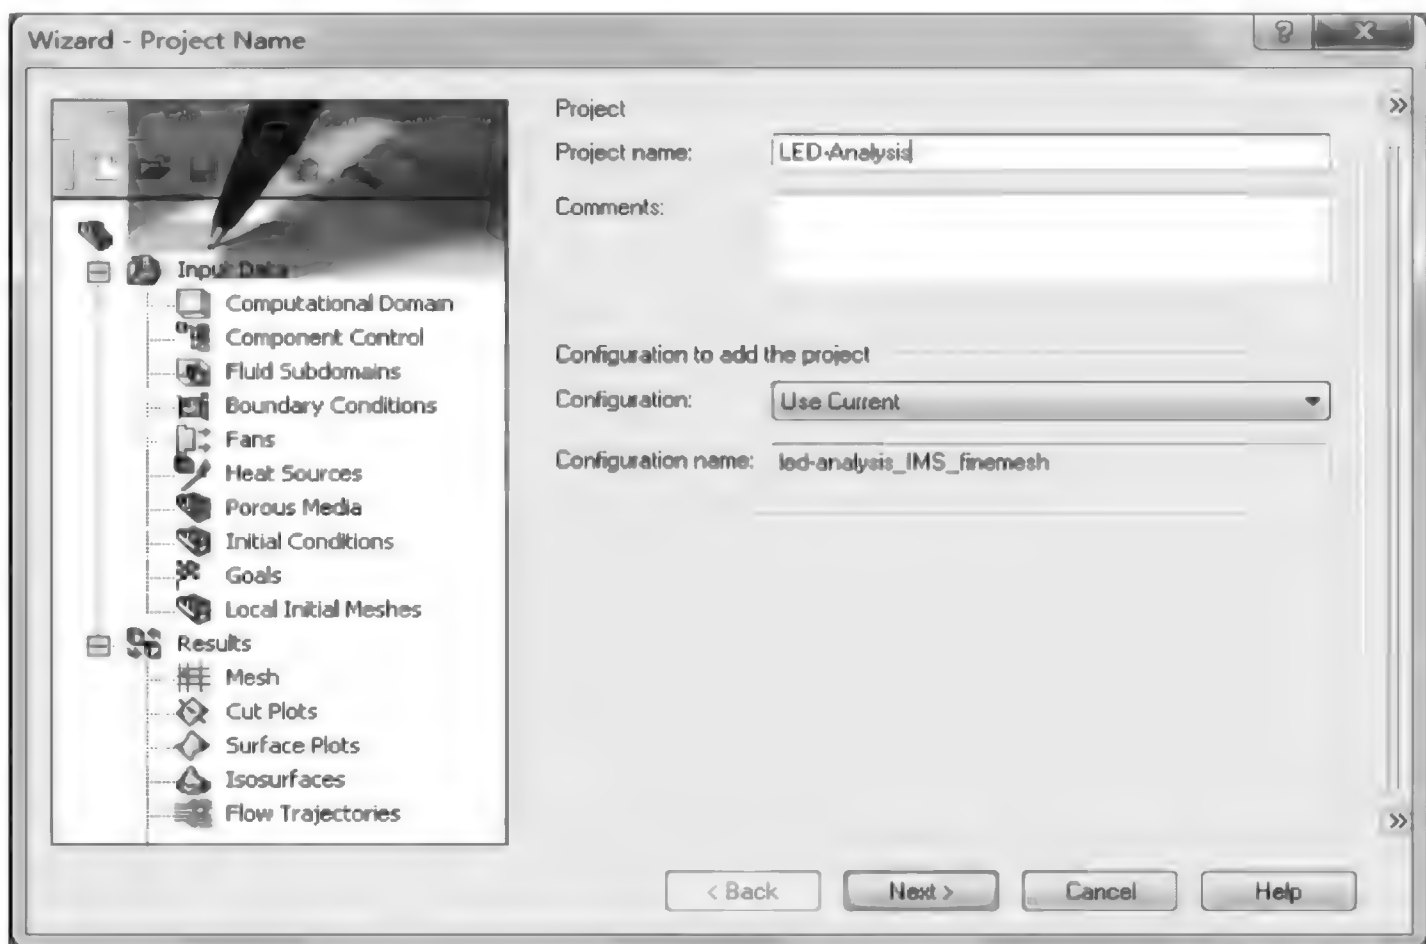 Wizard - Project Name
Project
Project name: LED-Analysis
Comments:
Input Data
Computational Domain
Component Control
Fluid Subdomains
Boundary Conditions
Fans
Heat Sources
Porous Media
Initial Conditions
Goals
Local Initial Meshes
Results
Mesh
Cut Plots
Surface Plots
Isosurfaces
Flow Trajectories
Configuration to add the project
Configuration: Use Current
Configuration name: led-analysis_IMS_finemesh
< Back
Next >
Cancel
Help